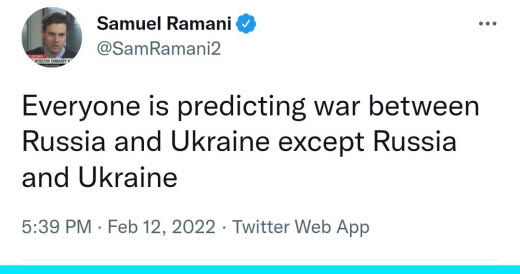 Samuel Ramani
@SamRamani2
Everyone is predicting war between
Russia and Ukraine except Russia
and Ukraine
5:39 PM · Feb 12, 2022 · Twitter Web App